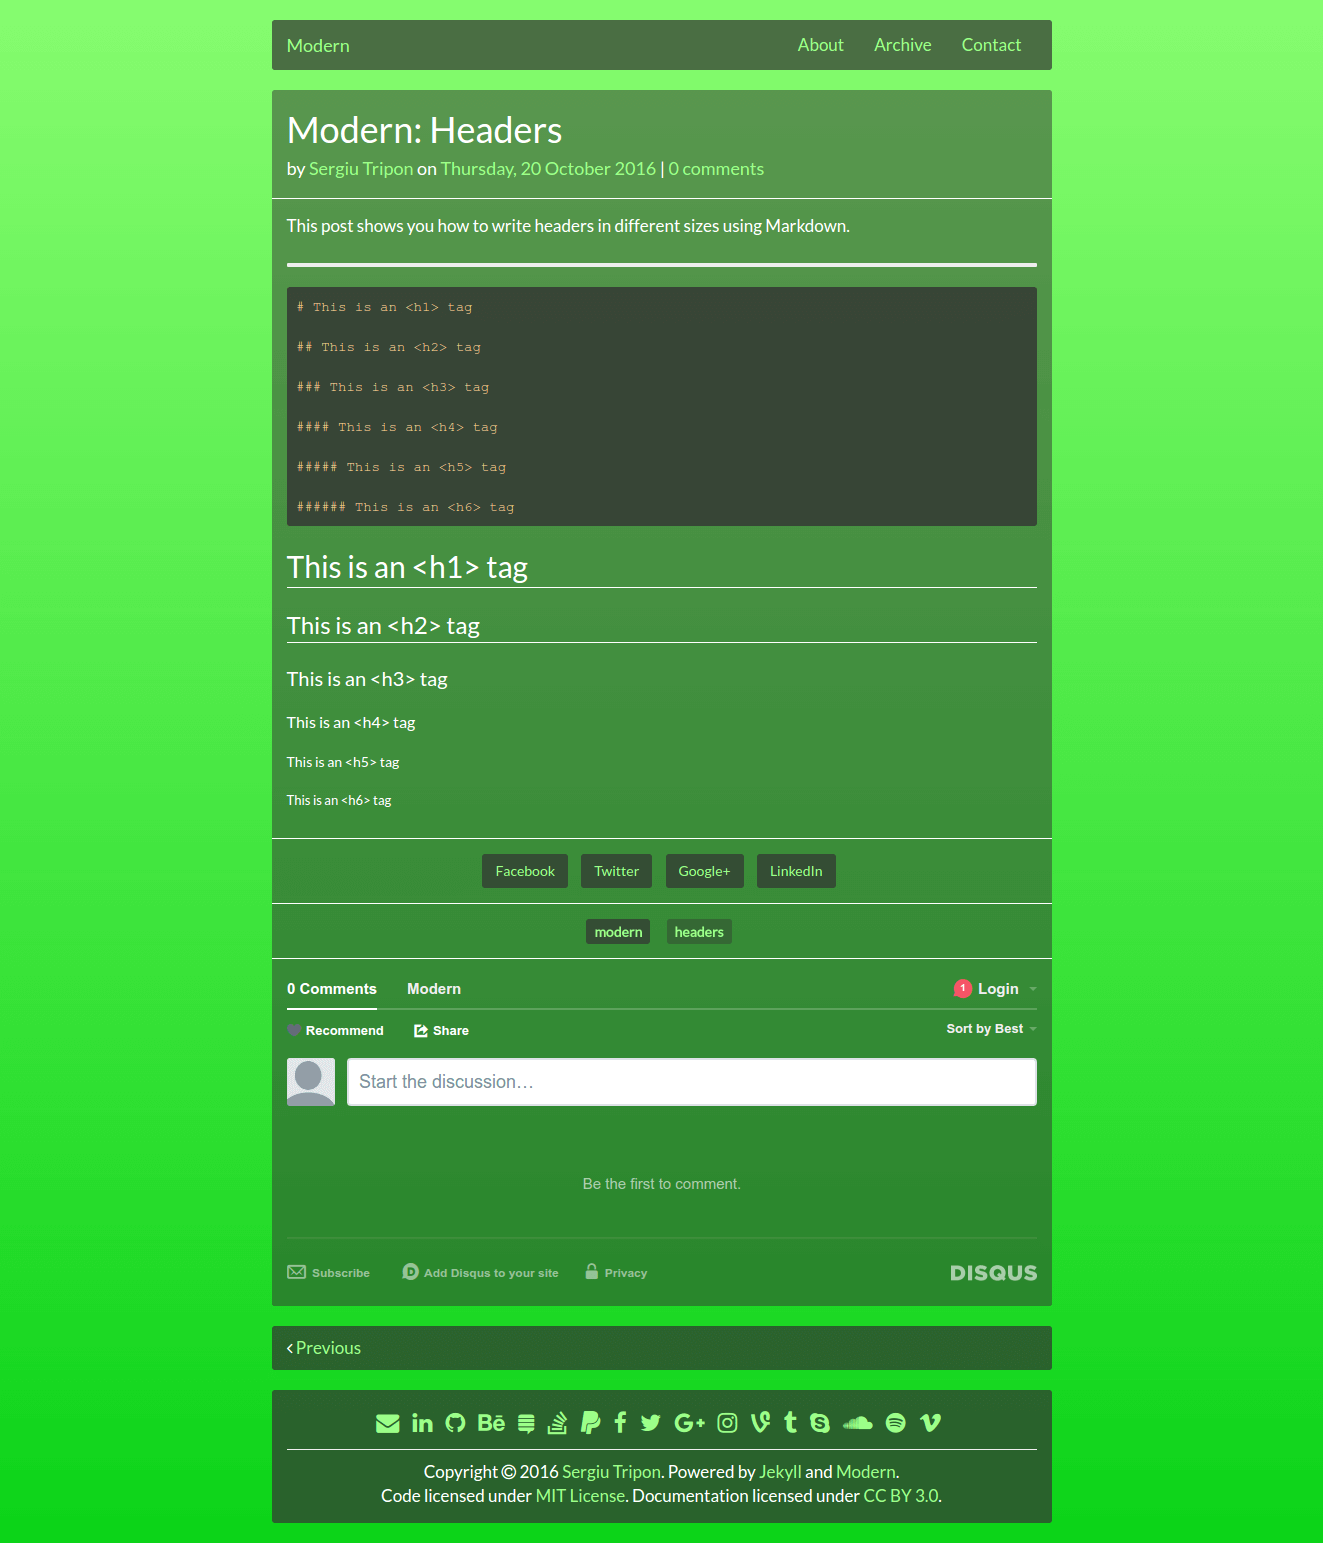 Modern About Archive Contact
Modern: Headers
by Sergiu Tripon on Thursday, 20 October 2016 | 0 comments
This post shows you how to write headers in different sizes using Markdown.
# This is an <h1> tag
## This is an <h2> tag
### This is an <h3> tag
#### This is an <h4> tag
##### This is an <h5> tag
###### This is an <h6> tag
This is an <h1> tag
This is an <h2> tag
This is an <h3> tag
This is an <h4> tag
This is an <h5> tag
This is an <h6> tag
Facebook Twitter Google+ LinkedIn
modern headers
0 Comments Modern 1 Login
Recommend Share Sort by Best
Start the discussion…
Be the first to comment.
Subscribe Add Disqus to your site Privacy DISQUS
Previous
Copyright © 2016 Sergiu Tripon. Powered by Jekyll and Modern.
Code licensed under MIT License. Documentation licensed under CC BY 3.0.